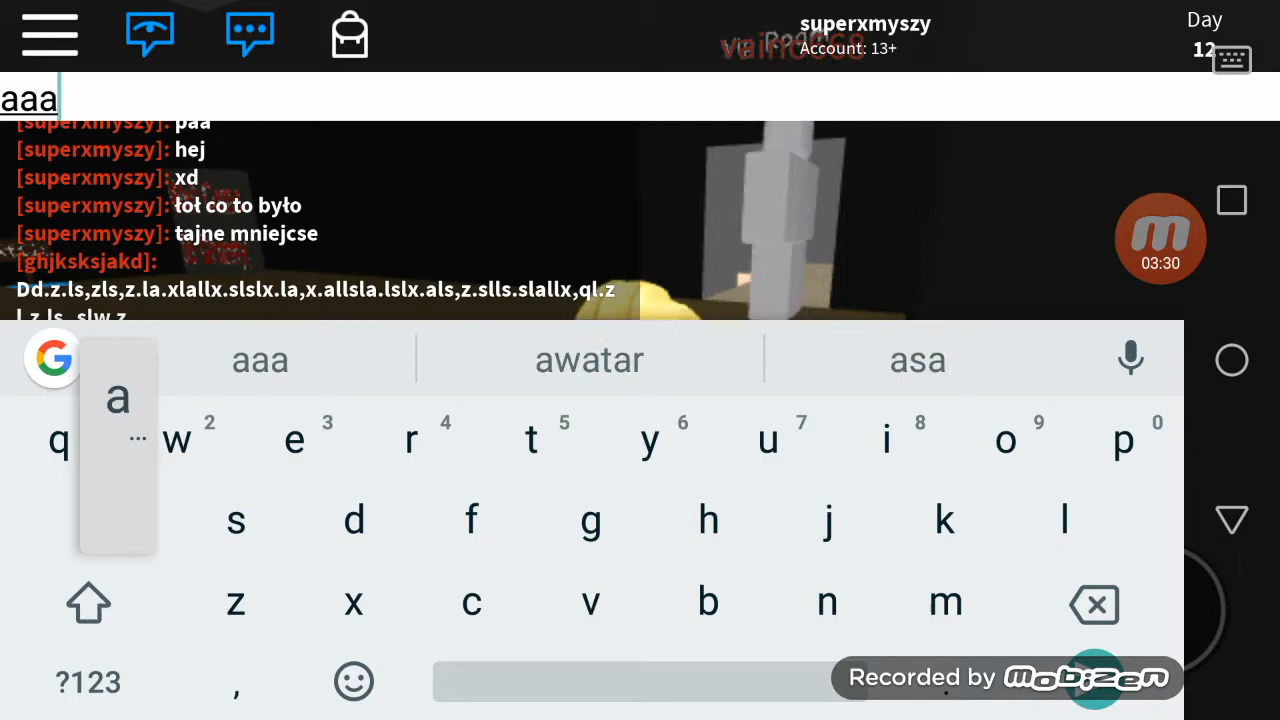 superxmyszy
Account: 13+
Day
12
aaa
[superxmyszy]: paa
[superxmyszy]: hej
[superxmyszy]: xd
[superxmyszy]: łoł co to było
[superxmyszy]: tajne mniejcse
[ghjksksjakd]:
Dd.z.ls,zls,z.la.xlallx.slslx.la,x.allsla.lslx.als,z.slls.slallx,ql.z
03:30
G
aaa awatar asa
a
...
q w 2 e 3 r 4 t 5 y 6 u 7 i 8 o 9 p 0
s d f g h j k l
z x c v b n m
?123 , .
Recorded by mobizen